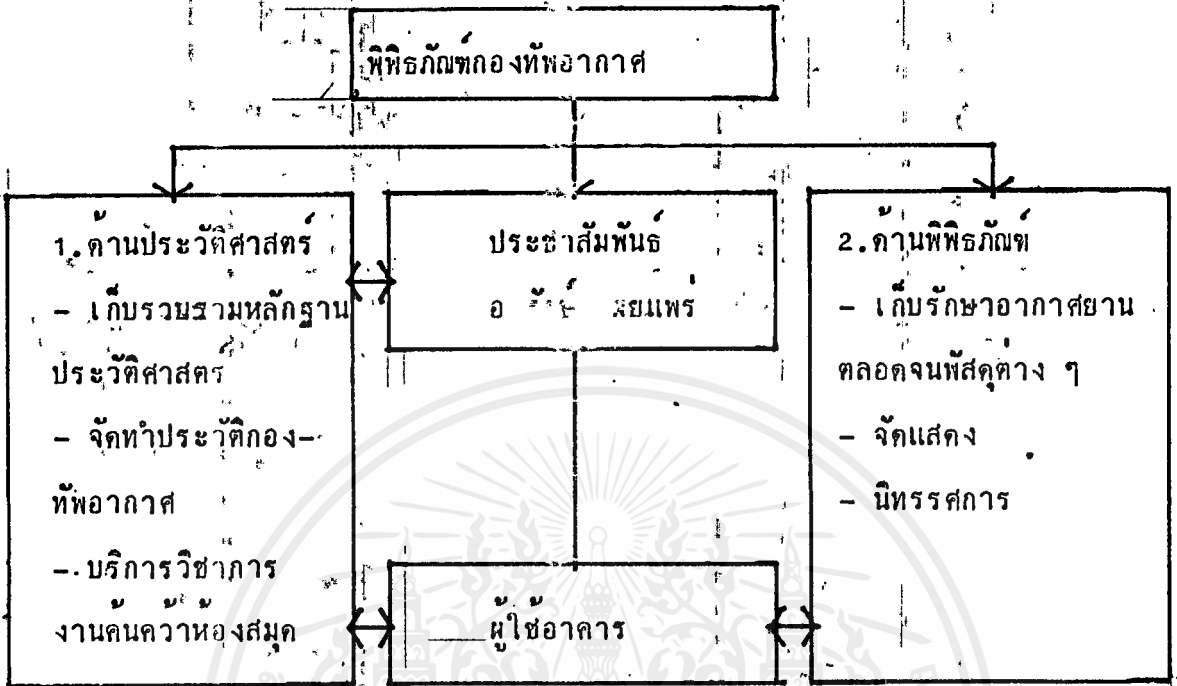 พิพิธภัณฑ์กองทัพอากาศ
1.ด้านประวัติศาสตร์
- เก็บรวบรวมหลักฐาน
ประวัติศาสตร์
- จัดทำประวัติกอง-
ทัพอากาศ
-.บริการวิชาการ
งานค้นคว้าห้องสมุด
ประชาสัมพันธ์
ผู้ใช้อาคาร
2.ด้านพิพิธภัณฑ์
- เก็บรักษาอากาศยาน
ตลอดจนพัสดุต่าง ๆ
- จัดแสดง
- นิทรรศการ